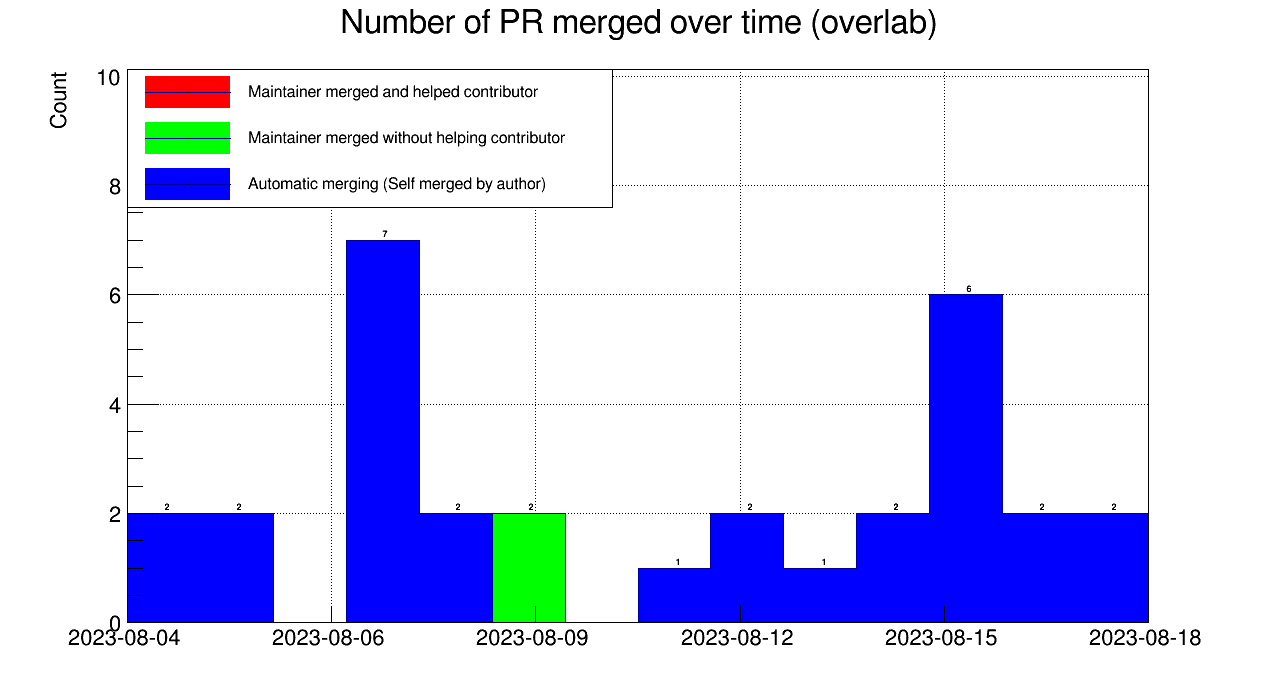 Number of PR merged over time (overlab)
Count
10
8
6
4
2
0
Maintainer merged and helped contributor
Maintainer merged without helping contributor
Automatic merging (Self merged by author)
2 2 7 2 2 1 2 1 2 6 2 2
2023-08-04 2023-08-06 2023-08-09 2023-08-12 2023-08-15 2023-08-18